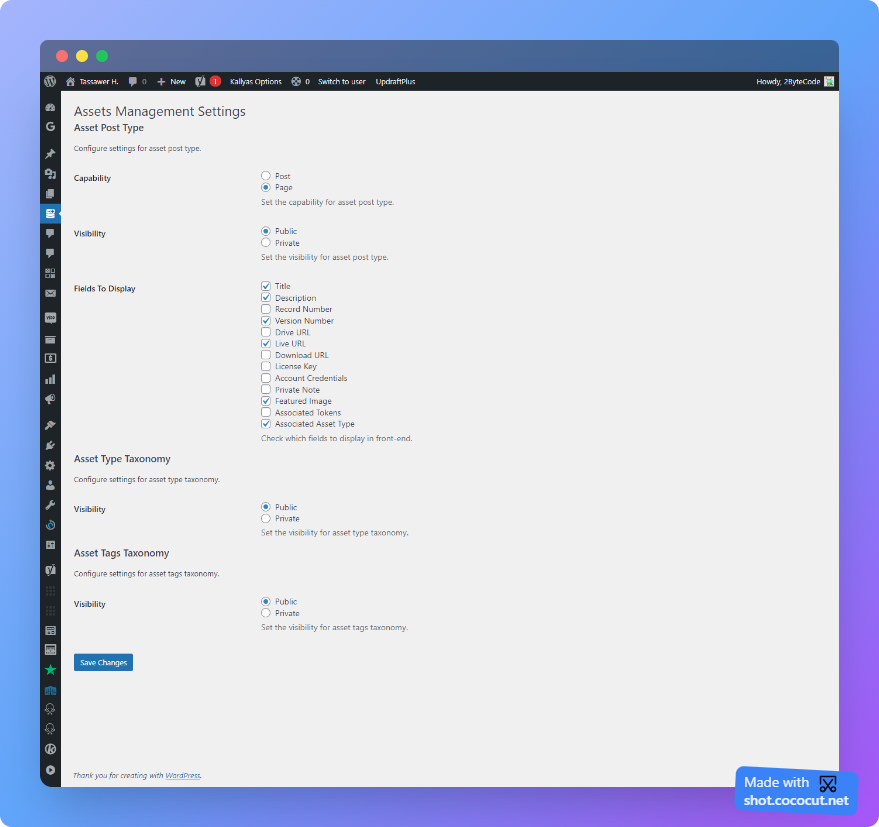 Tassawer H. 0 New 1 Kallyas Options 0 Switch to user UpdraftPlus Howdy, 2ByteCode
Assets Management Settings
Asset Post Type
Configure settings for asset post type.
Capability
Post
Page
Set the capability for asset post type.
Visibility
Public
Private
Set the visibility for asset post type.
Fields To Display
Title
Description
Record Number
Version Number
Drive URL
Live URL
Download URL
License Key
Account Credentials
Private Note
Featured Image
Associated Tokens
Associated Asset Type
Check which fields to display in front-end.
Asset Type Taxonomy
Configure settings for asset type taxonomy.
Visibility
Public
Private
Set the visibility for asset type taxonomy.
Asset Tags Taxonomy
Configure settings for asset tags taxonomy.
Visibility
Public
Private
Set the visibility for asset tags taxonomy.
Save Changes
Thank you for creating with WordPress.
Made with
shot.cococut.net